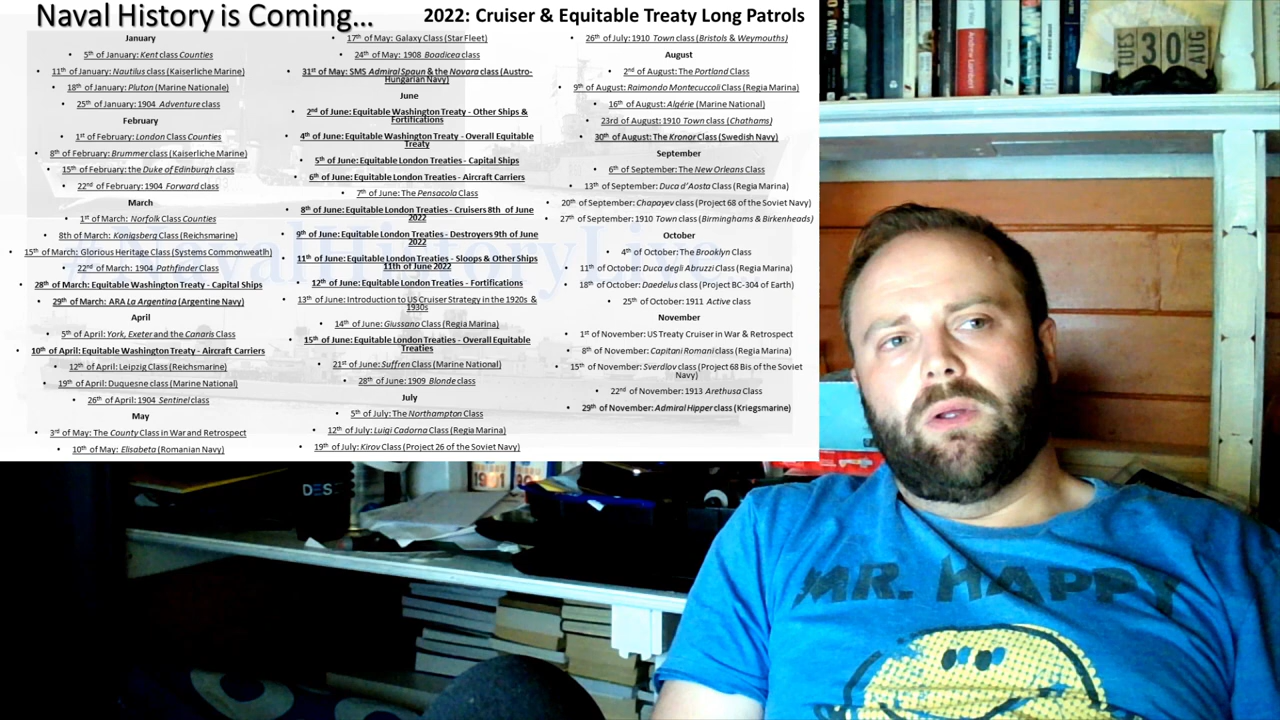 Naval History is Coming...
2022: Cruiser & Equitable Treaty Long Patrols
January
• 5th of January: Kent class Counties
• 11th of January: Nautilus class (Kaiserliche Marine)
• 18th of January: Pluton (Marine Nationale)
• 25th of January: 1904 Adventure class
February
• 1st of February: London Class Counties
• 8th of February: Brummer class (Kaiserliche Marine)
• 15th of February: the Duke of Edinburgh class
• 22nd of February: 1904 Forward class
March
• 1st of March: Norfolk Class Counties
• 8th of March: Konigsberg Class (Reichsmarine)
• 15th of March: Glorious Heritage Class (Systems Commonwealth)
• 22nd of March: 1904 Pathfinder Class
• 28th of March: Equitable Washington Treaty - Capital Ships
• 29th of March: ARA La Argentina (Argentine Navy)
April
• 5th of April: York, Exeter and the Canaris Class
• 10th of April: Equitable Washington Treaty - Aircraft Carriers
• 12th of April: Leipzig Class (Reichsmarine)
• 19th of April: Duquesne class (Marine National)
• 26th of April: 1904 Sentinel class
May
• 3rd of May: The County Class in War and Retrospect
• 10th of May: Elisabeta (Romanian Navy)
• 17th of May: Galaxy Class (Star Fleet)
• 24th of May: 1908 Boadicea class
• 31st of May: SMS Admiral Spaun & the Novara class (Austro-
Hungarian Navy)
June
• 2nd of June: Equitable Washington Treaty - Other Ships &
Fortifications
• 4th of June: Equitable Washington Treaty - Overall Equitable
Treaty
• 5th of June: Equitable London Treaties - Capital Ships
• 6th of June: Equitable London Treaties - Aircraft Carriers
• 7th of June: The Pensacola Class
• 8th of June: Equitable London Treaties - Cruisers 8th of June
2022
• 9th of June: Equitable London Treaties - Destroyers 9th of June
2022
• 11th of June: Equitable London Treaties - Sloops & Other Ships
11th of June 2022
• 12th of June: Equitable London Treaties - Fortifications
• 13th of June: Introduction to US Cruiser Strategy in the 1920s &
1930s
• 14th of June: Giussano Class (Regia Marina)
• 15th of June: Equitable London Treaties - Overall Equitable
Treaties
• 21st of June: Suffren Class (Marine National)
• 28th of June: 1909 Blonde class
July
• 5th of July: The Northampton Class
• 12th of July: Luigi Cadorna Class (Regia Marina)
• 19th of July: Kirov Class (Project 26 of the Soviet Navy)
• 26th of July: 1910 Town class (Bristols & Weymouths)
August
• 2nd of August: The Portland Class
• 9th of August: Raimondo Montecuccoli Class (Regia Marina)
• 16th of August: Algérie (Marine National)
• 23rd of August: 1910 Town class (Chathams)
• 30th of August: The Kronor Class (Swedish Navy)
September
• 6th of September: The New Orleans Class
• 13th of September: Duca d'Aosta Class (Regia Marina)
• 20th of September: Chapayev class (Project 68 of the Soviet Navy)
• 27th of September: 1910 Town class (Birminghams & Birkenheads)
October
• 4th of October: The Brooklyn Class
• 11th of October: Duca degli Abruzzi Class (Regia Marina)
• 18th of October: Daedelus class (Project BC-304 of Earth)
• 25th of October: 1911 Active class
November
• 1st of November: US Treaty Cruiser in War & Retrospect
• 8th of November: Capitani Romani class (Regia Marina)
• 15th of November: Sverdlov class (Project 68 Bis of the Soviet
Navy)
• 22nd of November: 1913 Arethusa Class
• 29th of November: Admiral Hipper class (Kriegsmarine)
TUES 30 AUG
DES
MR. HAPPY